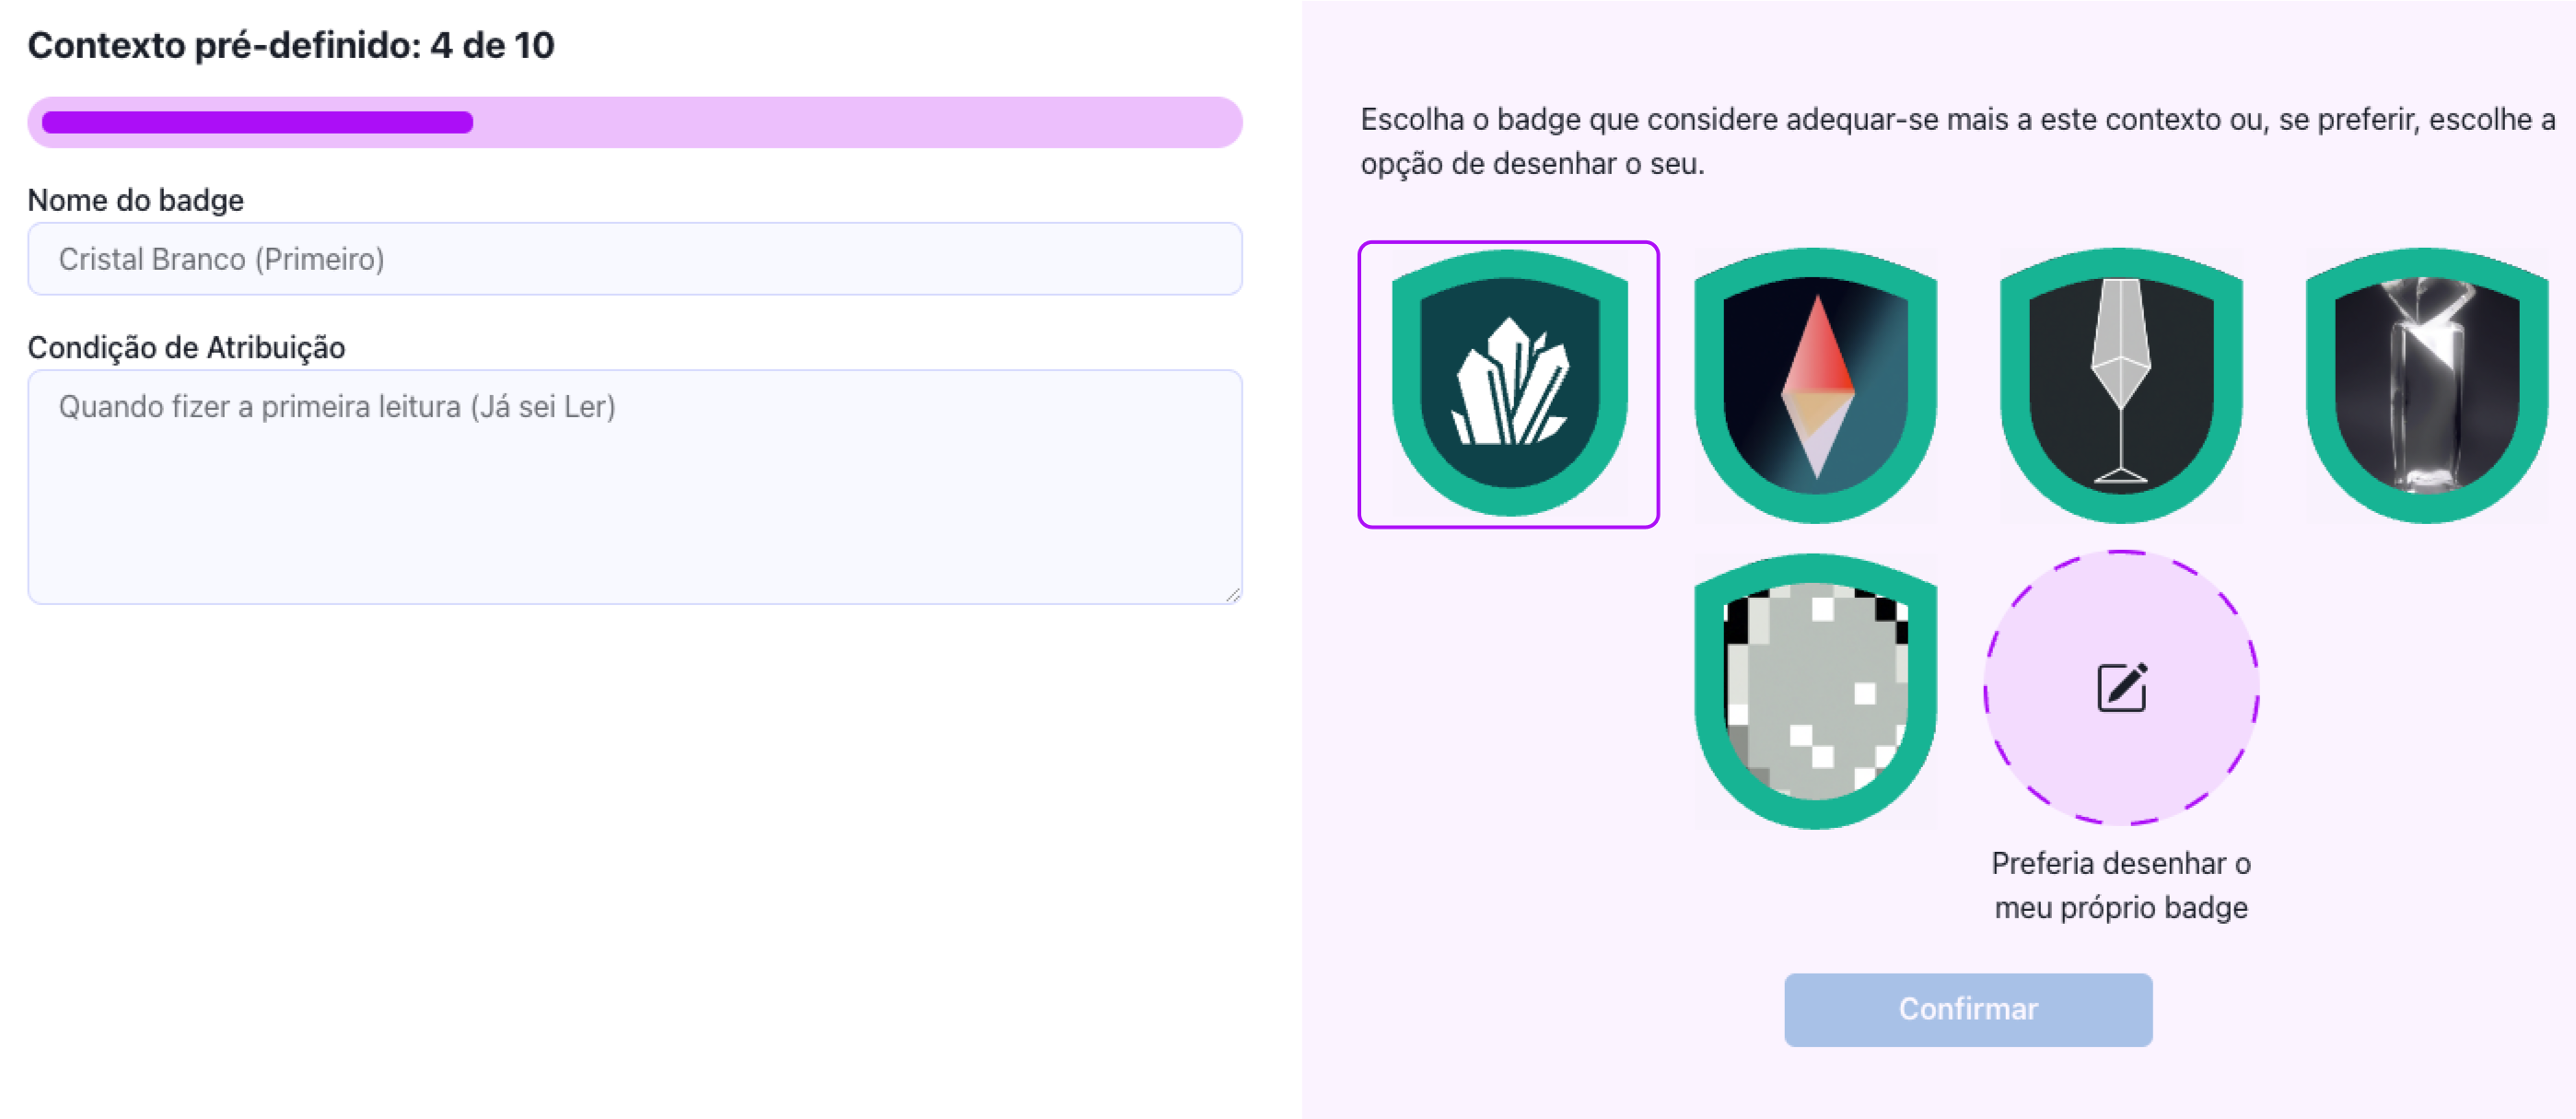 Contexto pré-definido: 4 de 10
Nome do badge
Cristal Branco (Primeiro)
Condição de Atribuição
Quando fizer a primeira leitura (Já sei Ler)
Escolha o badge que considere adequar-se mais a este contexto ou, se preferir, escolhe a
opção de desenhar o seu.
Preferia desenhar o
meu próprio badge
Confirmar